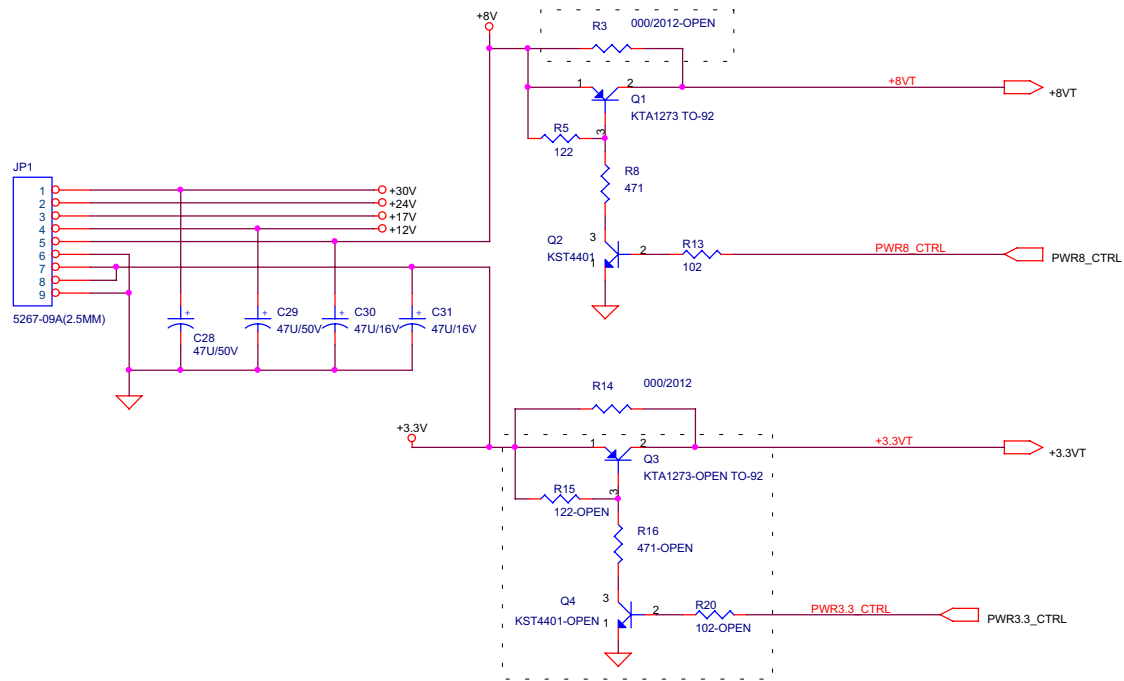 +8V
R3
000/2012-OPEN
1
2
+8VT
+8VT
Q1
KTA1273 TO-92
3
R5
122
R8
471
JP1
1
2
3
4
5
6
7
8
9
5267-09A(2.5MM)
+30V
+24V
+17V
+12V
Q2
KST4401
3
1
2
R13
102
PWR8_CTRL
PWR8_CTRL
+
C28
47U/50V
+
C29
47U/50V
+
C30
47U/16V
+
C31
47U/16V
R14
000/2012
+3.3V
1
2
+3.3VT
+3.3VT
Q3
KTA1273-OPEN TO-92
3
R15
122-OPEN
R16
471-OPEN
Q4
KST4401-OPEN
3
1
2
R20
102-OPEN
PWR3.3_CTRL
PWR3.3_CTRL